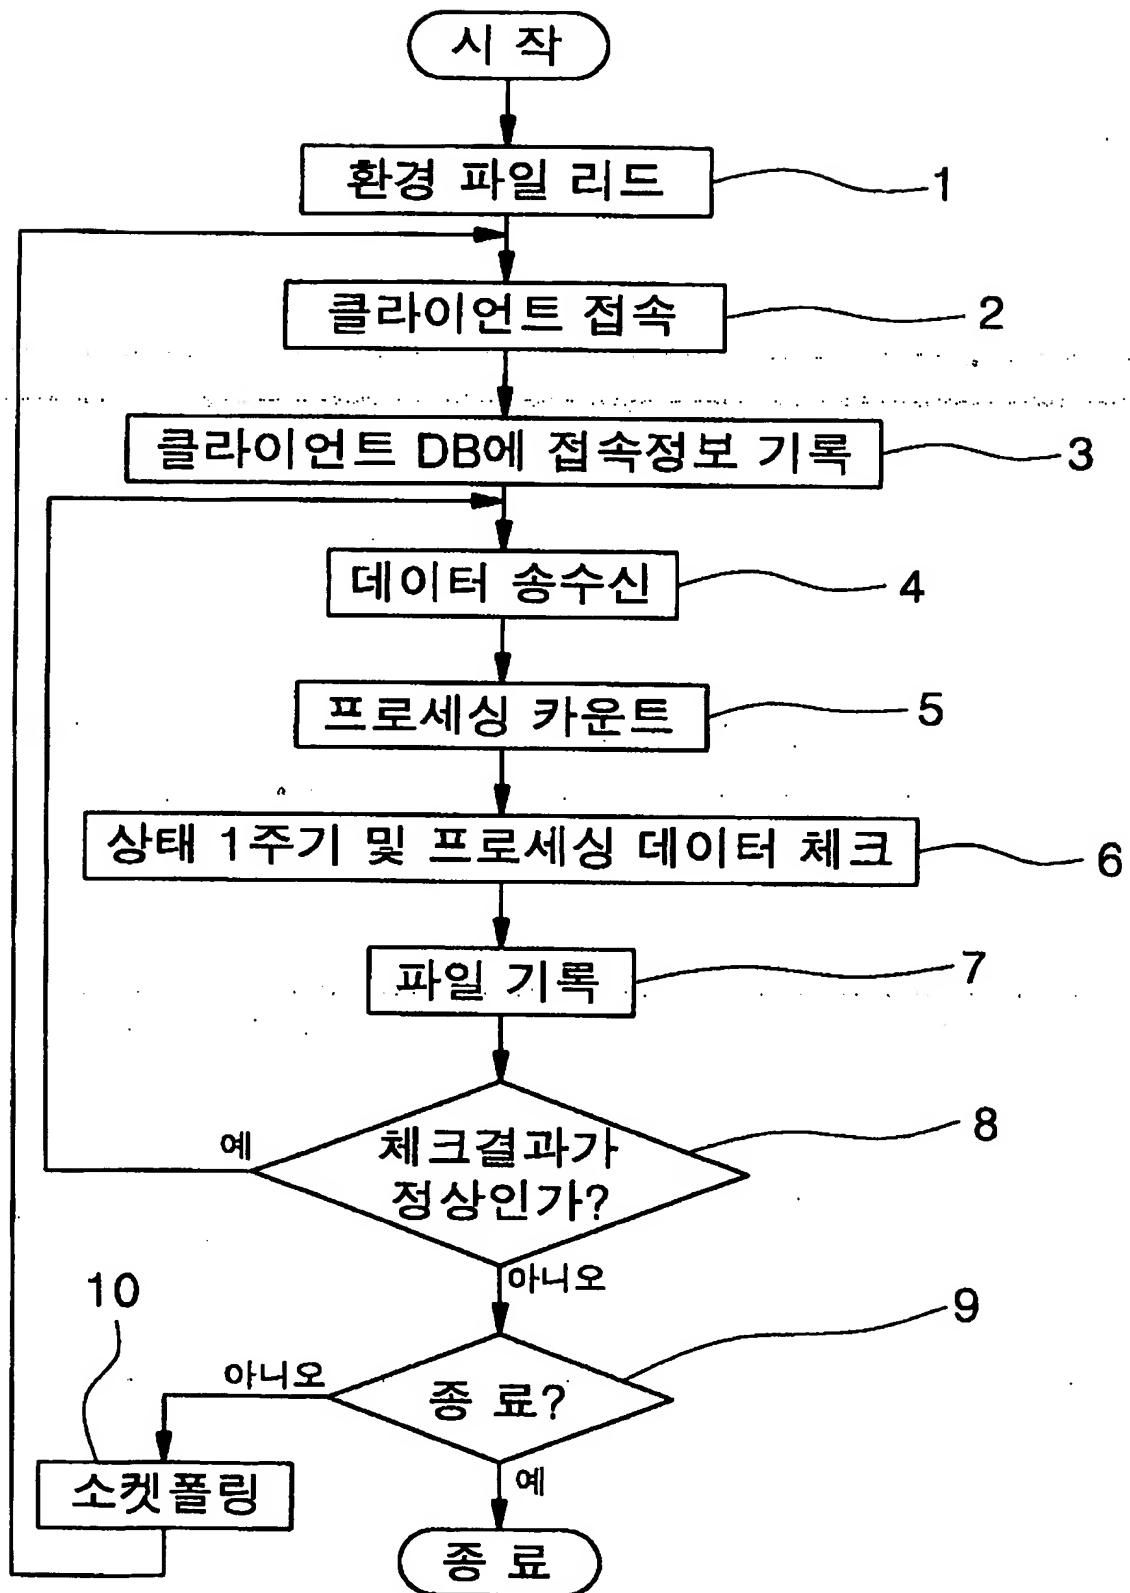 시 작
환경 파일 리드
1
클라이언트 접속
2
클라이언트 DB에 접속정보 기록
3
데이터 송수신
4
프로세싱 카운트
5
상태 1주기 및 프로세싱 데이터 체크
6
파일 기록
7
체크결과가
정상인가?
8
예
아니오
10
9
아니오
종 료?
소켓폴링
예
종 료